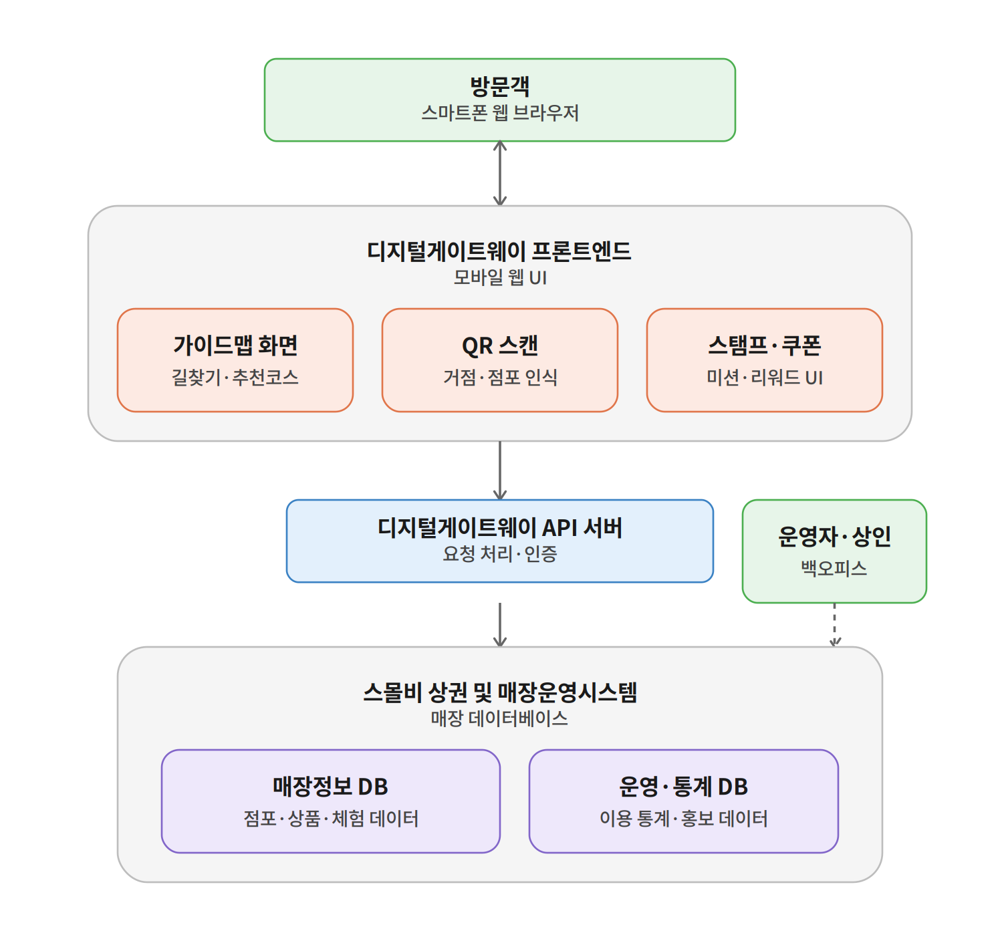 방문객
스마트폰 웹 브라우저
디지털게이트웨이 프론트엔드
모바일 웹 UI
가이드맵 화면
길찾기·추천코스
QR 스캔
거점·점포 인식
스탬프·쿠폰
미션·리워드 UI
디지털게이트웨이 API 서버
요청 처리·인증
운영자·상인
백오피스
스몰비 상권 및 매장운영시스템
매장 데이터베이스
매장정보 DB
점포·상품·체험 데이터
운영·통계 DB
이용 통계·홍보 데이터